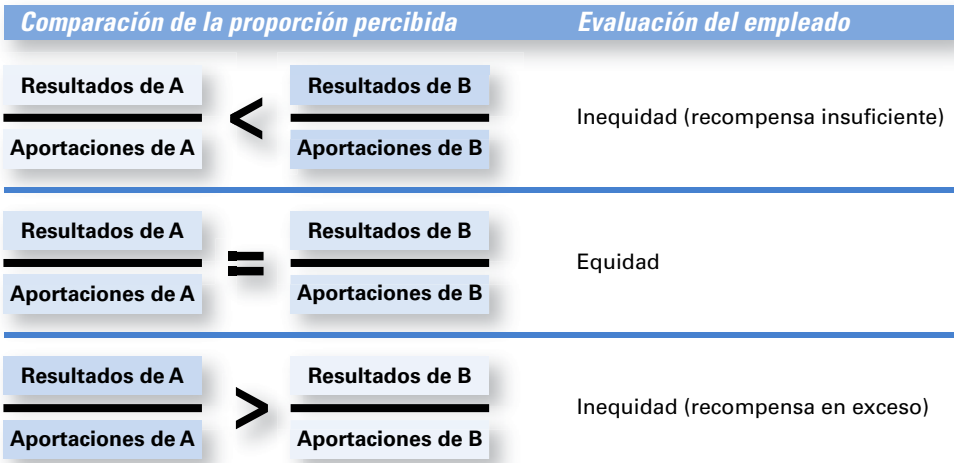 Comparación de la proporción percibida Evaluación del empleado
Resultados de A < Resultados de B
Aportaciones de A Aportaciones de B
Inequidad (recompensa insuficiente)
Resultados de A = Resultados de B
Aportaciones de A Aportaciones de B
Equidad
Resultados de A > Resultados de B
Aportaciones de A Aportaciones de B
Inequidad (recompensa en exceso)